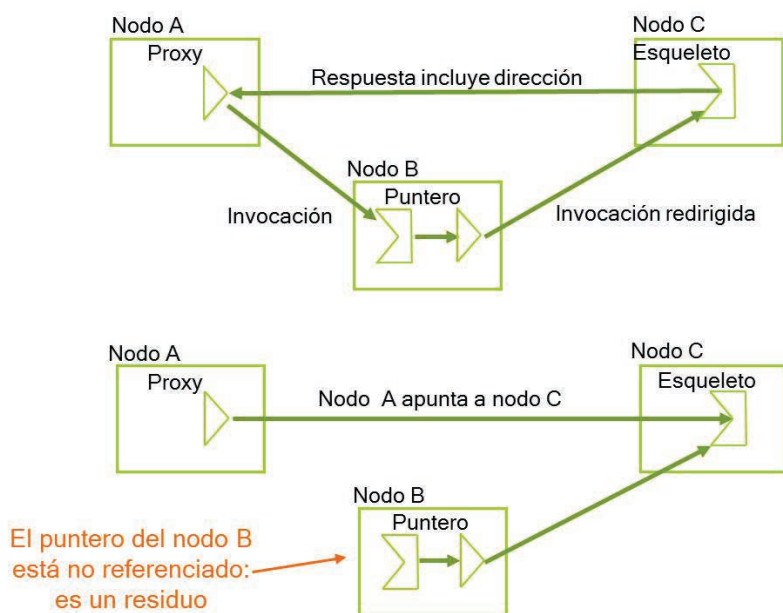 Nodo A
Proxy
Nodo C
Esqueleto
Respuesta incluye dirección
Nodo B
Puntero
Invocación
Invocación redirigida
Nodo A
Proxy
Nodo C
Esqueleto
Nodo A apunta a nodo C
Nodo B
Puntero
El puntero del nodo B
está no referenciado:
es un residuo